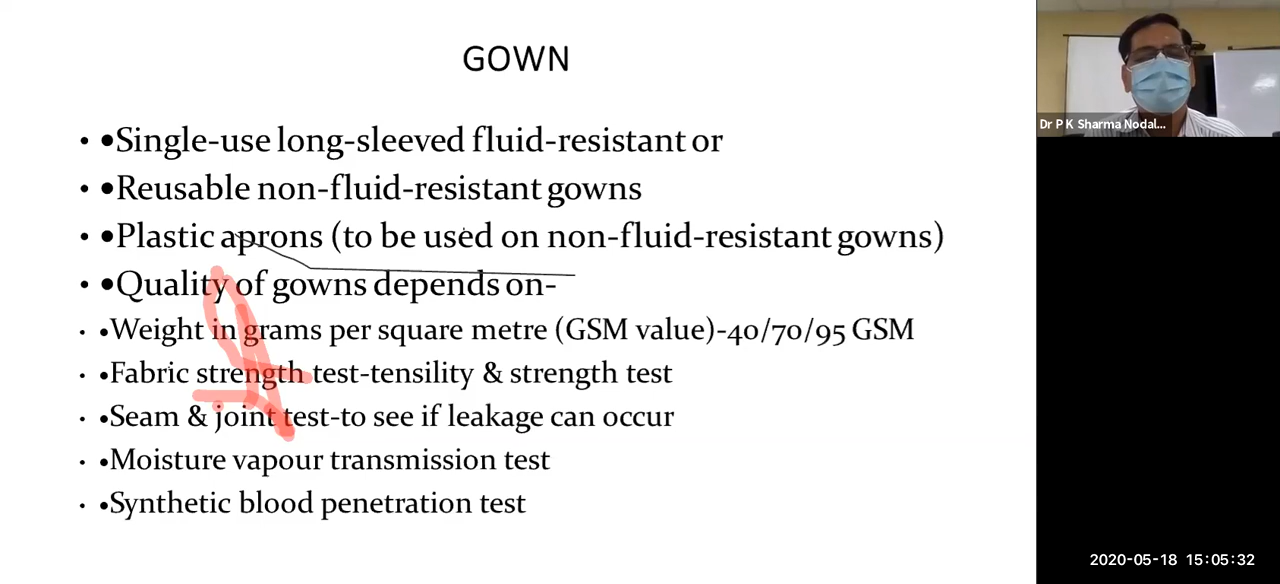 GOWN
• •Single-use long-sleeved fluid-resistant or
• •Reusable non-fluid-resistant gowns
• •Plastic aprons (to be used on non-fluid-resistant gowns)
• •Quality of gowns depends on-
• •Weight in grams per square metre (GSM value)-40/70/95 GSM
• •Fabric strength test-tensility & strength test
• •Seam & joint test-to see if leakage can occur
• •Moisture vapour transmission test
• •Synthetic blood penetration test
Dr P K Sharma Nodal...
2020-05-18 15:05:32